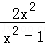 2x²
x² − 1